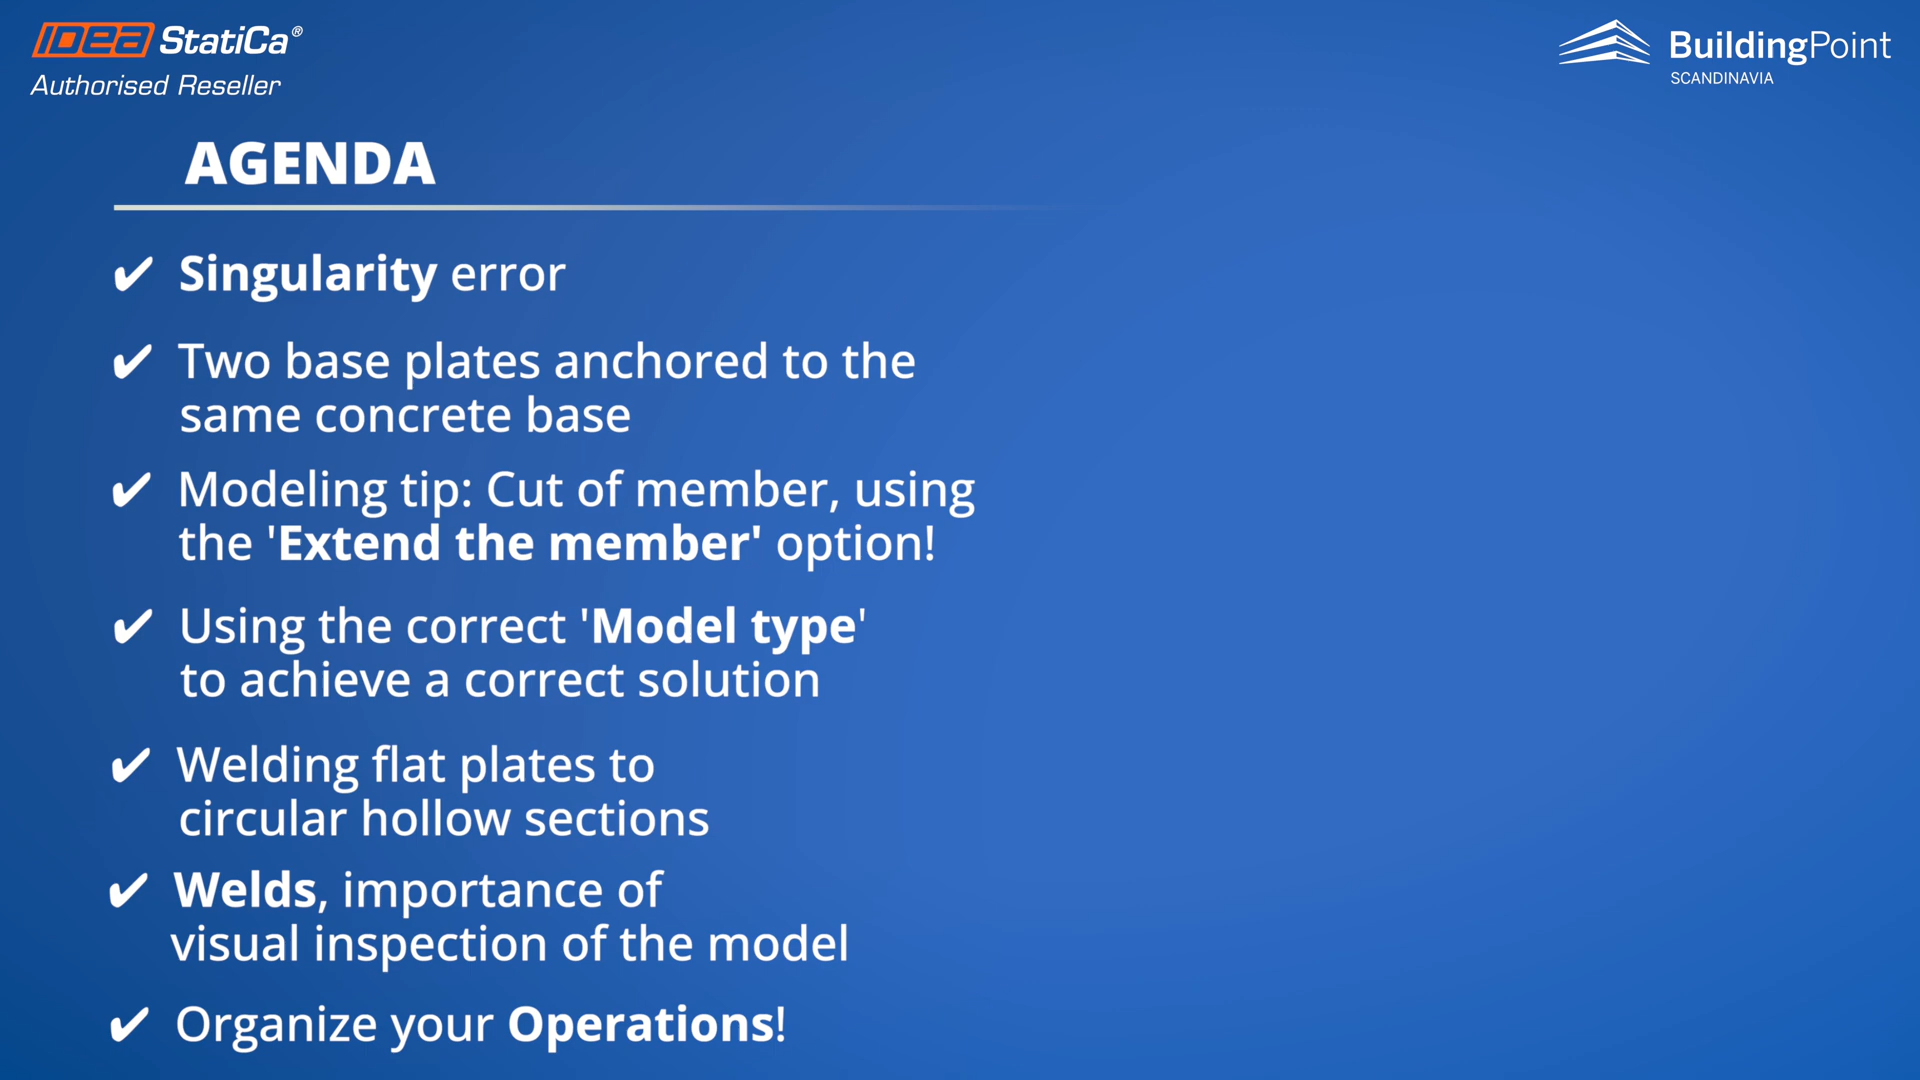 IDEA StatiCa®
Authorised Reseller
BuildingPoint
SCANDINAVIA
AGENDA
✔ Singularity error
✔ Two base plates anchored to the
same concrete base
✔ Modeling tip: Cut of member, using
the 'Extend the member' option!
✔ Using the correct 'Model type'
to achieve a correct solution
✔ Welding flat plates to
circular hollow sections
✔ Welds, importance of
visual inspection of the model
✔ Organize your Operations!